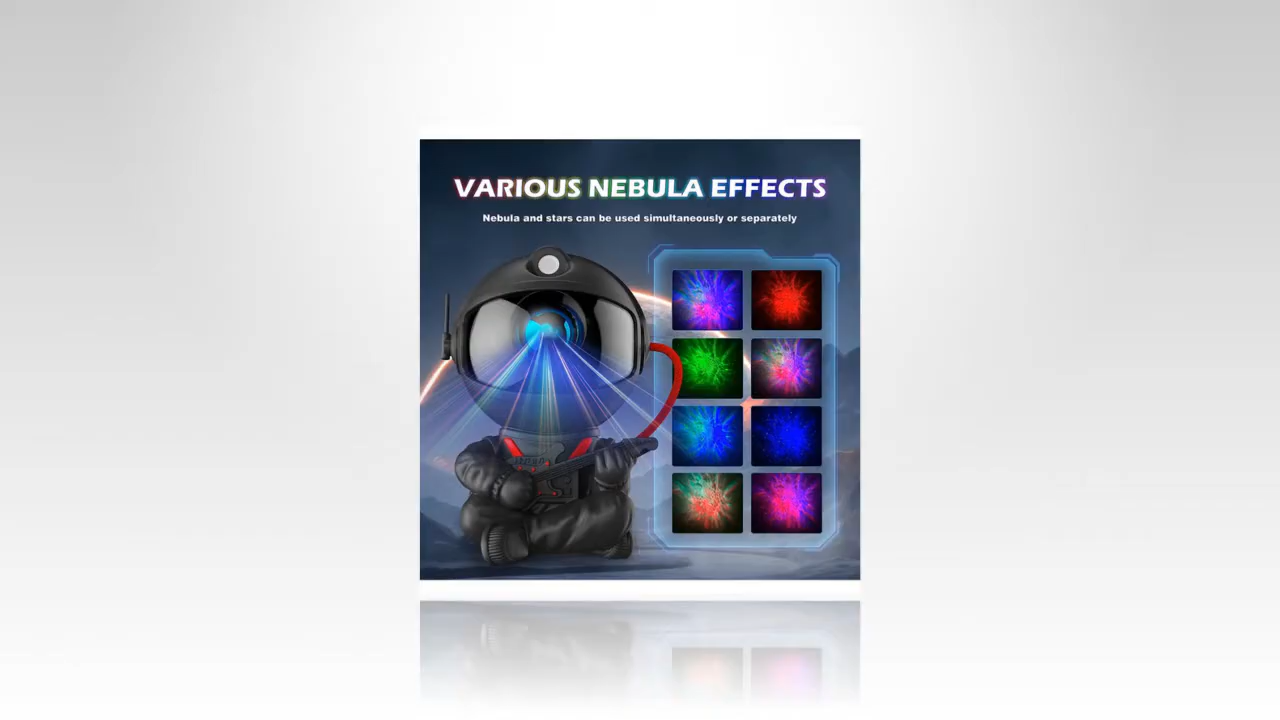 VARIOUS NEBULA EFFECTS
Nebula and stars can be used simultaneously or separately